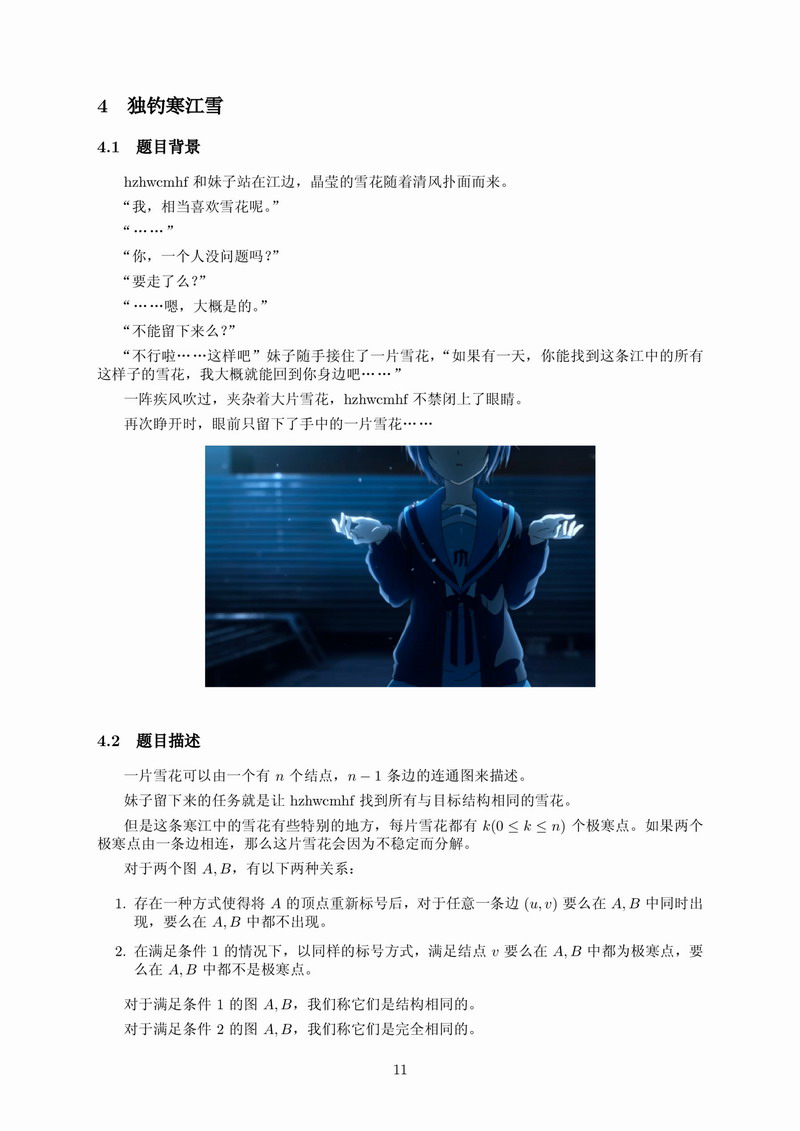 4 独钓寒江雪
4.1 题目背景
hzhwcmhf 和妹子站在江边，晶莹的雪花随着清风扑面而来。
“我，相当喜欢雪花呢。”
“……”
“你，一个人没问题吗？”
“要走了么？”
“……嗯，大概是的。”
“不能留下来么？”
“不行啦……这样吧”妹子随手接住了一片雪花，“如果有一天，你能找到这条江中的所有
这样子的雪花，我大概就能回到你身边吧……”
一阵疾风吹过，夹杂着大片雪花，hzhwcmhf 不禁闭上了眼睛。
再次睁开时，眼前只留下了手中的一片雪花……
4.2 题目描述
一片雪花可以由一个有 n 个结点，n − 1 条边的连通图来描述。
妹子留下来的任务就是让 hzhwcmhf 找到所有与目标结构相同的雪花。
但是这条寒江中的雪花有些特别的地方，每片雪花都有 k(0 ≤ k ≤ n) 个极寒点。如果两个
极寒点由一条边相连，那么这片雪花会因为不稳定而分解。
对于两个图 A, B，有以下两种关系：
1. 存在一种方式使得将 A 的顶点重新标号后，对于任意一条边 (u, v) 要么在 A, B 中同时出
现，要么在 A, B 中都不出现。
2. 在满足条件 1 的情况下，以同样的标号方式，满足结点 v 要么在 A, B 中都为极寒点，要
么在 A, B 中都不是极寒点。
对于满足条件 1 的图 A, B，我们称它们是结构相同的。
对于满足条件 2 的图 A, B，我们称它们是完全相同的。
11